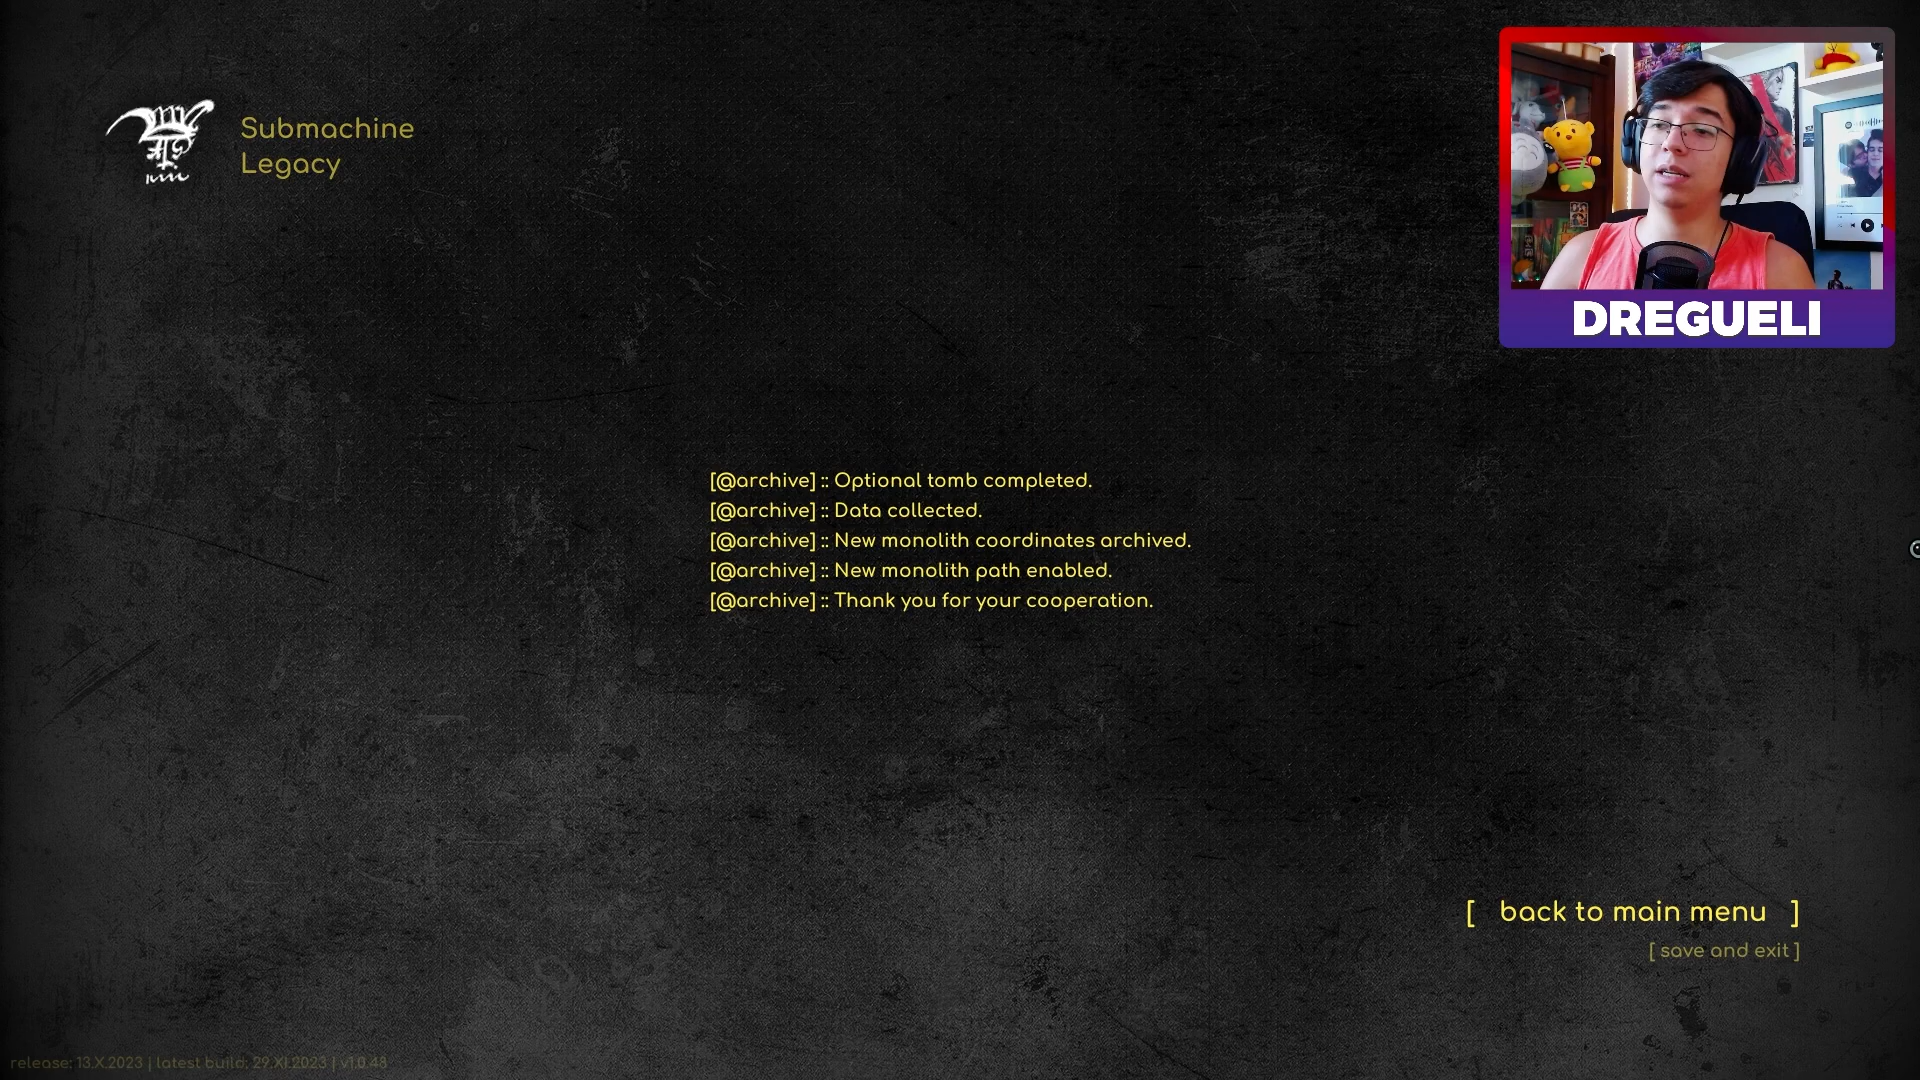 Submachine
Legacy
DREGUELI
[@archive] :: Optional tomb completed.
[@archive] :: Data collected.
[@archive] :: New monolith coordinates archived.
[@archive] :: New monolith path enabled.
[@archive] :: Thank you for your cooperation.
[ back to main menu ]
[ save and exit ]
release: 13.X.2023 | latest build: 29.XI.2023 | v1.0.48